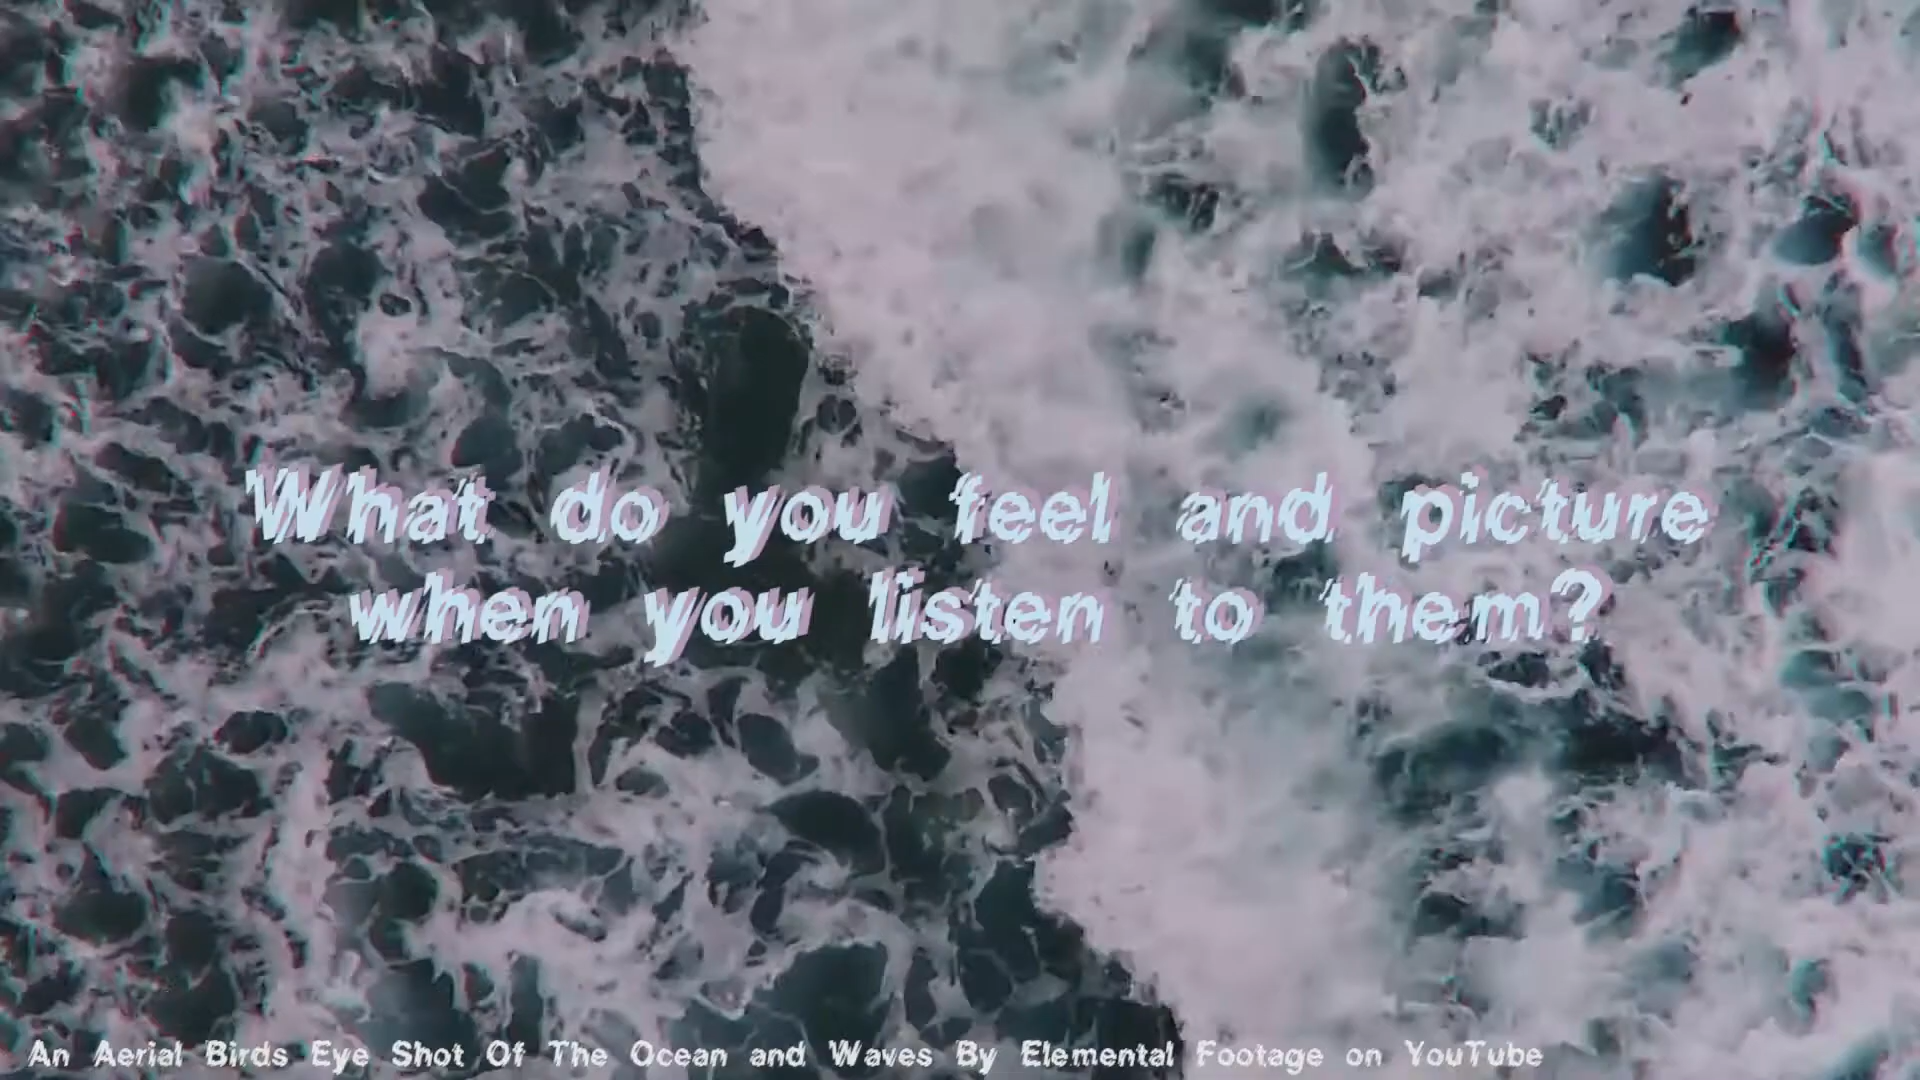 What do you feel and picture
when you listen to them?
An Aerial Birds Eye Shot Of The Ocean and Waves By Elemental Footage on YouTube